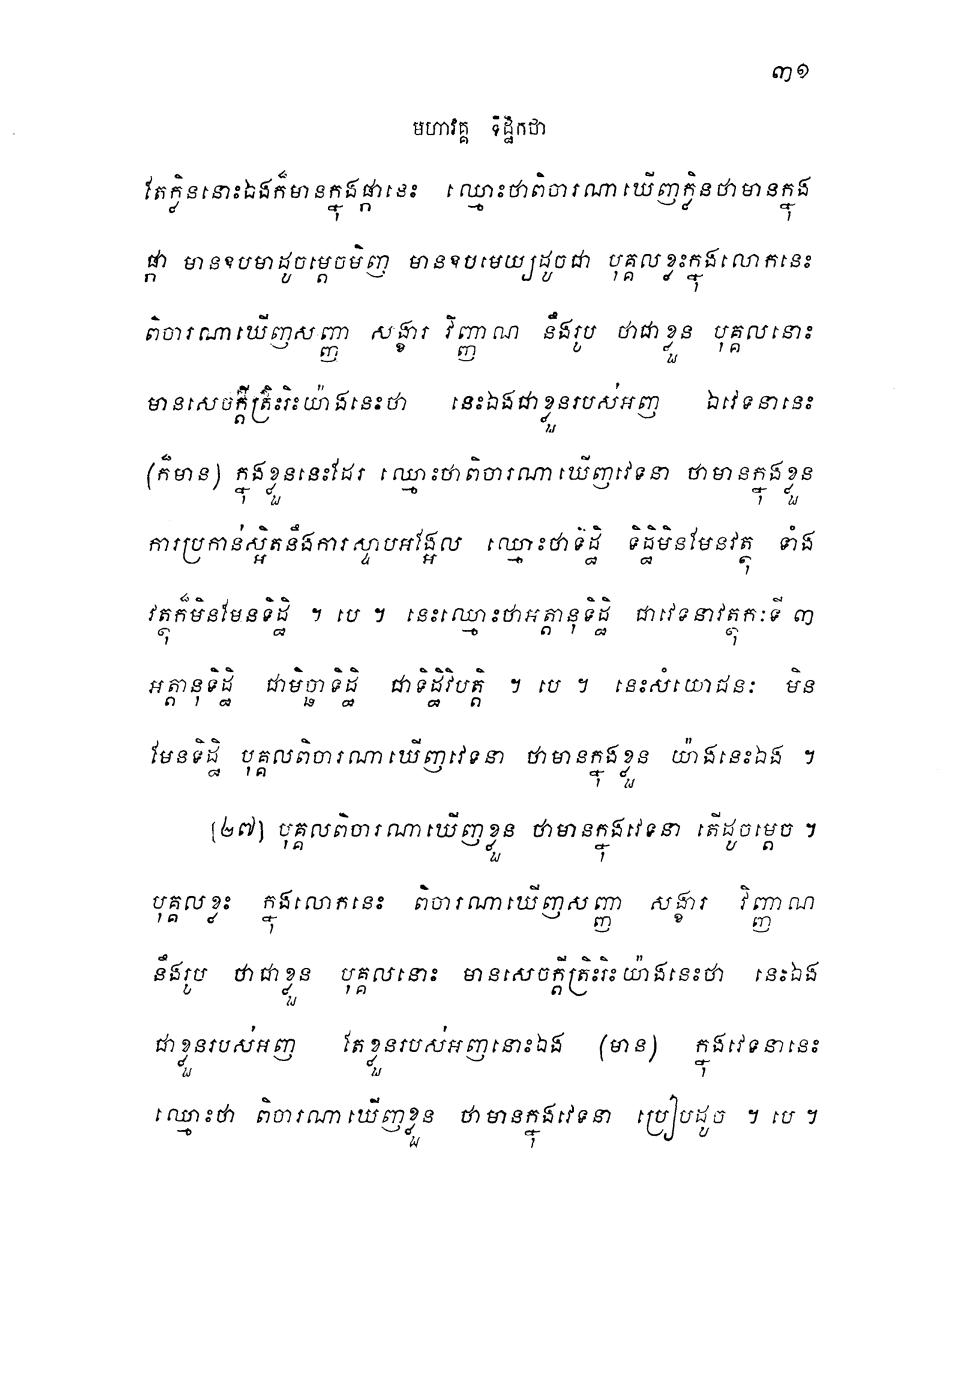 ៣១
មហាវគ្គ ទិដ្ឋិកថា
តែក្លិននោះឯងក៏មានក្នុងផ្កានេះ ឈ្មោះថាពិចារណាឃើញក្លិនថាមានក្នុង
ផ្កា មានឧបមាដូចម្តេចមិញ មានឧបមេយ្យដូចជា បុគ្គលខ្លះក្នុងលោកនេះ
ពិចារណាឃើញសញ្ញា សង្ខារ វិញ្ញាណ នឹងរូប ថាជាខ្លួន បុគ្គលនោះ
មានសេចក្តីត្រិះរិះយ៉ាងនេះថា នេះឯងជាខ្លួនរបស់អញ ឯវេទនានេះ
(ក៏មាន) ក្នុងខ្លួននេះដែរ ឈ្មោះថាពិចារណាឃើញវេទនា ថាមានក្នុងខ្លួន
ការប្រកាន់ស្អិតនឹងការស្ទាបអង្អែល ឈ្មោះថាទិដ្ឋិ ទិដ្ឋិមិនមែនវត្ថុ ទាំង
វត្ថុក៏មិនមែនទិដ្ឋិ ។ បេ ។ នេះឈ្មោះថាអត្តានុទិដ្ឋិ ជាវេទនាវត្ថុកៈទី ៣
អត្តានុទិដ្ឋិ ជាមិច្ឆាទិដ្ឋិ ជាទិដ្ឋិវិបត្តិ ។ បេ ។ នេះសំយោជនៈ មិន
មែនទិដ្ឋិ បុគ្គលពិចារណាឃើញវេទនា ថាមានក្នុងខ្លួន យ៉ាងនេះឯង ។
(២៧) បុគ្គលពិចារណាឃើញខ្លួន ថាមានក្នុងវេទនា តើដូចម្តេច ។
បុគ្គលខ្លះ ក្នុងលោកនេះ ពិចារណាឃើញសញ្ញា សង្ខារ វិញ្ញាណ
នឹងរូប ថាជាខ្លួន បុគ្គលនោះ មានសេចក្តីត្រិះរិះយ៉ាងនេះថា នេះឯង
ជាខ្លួនរបស់អញ តែខ្លួនរបស់អញនោះឯង (មាន) ក្នុងវេទនានេះ
ឈ្មោះថា ពិចារណាឃើញខ្លួន ថាមានក្នុងវេទនា ប្រៀបដូច ។ បេ ។